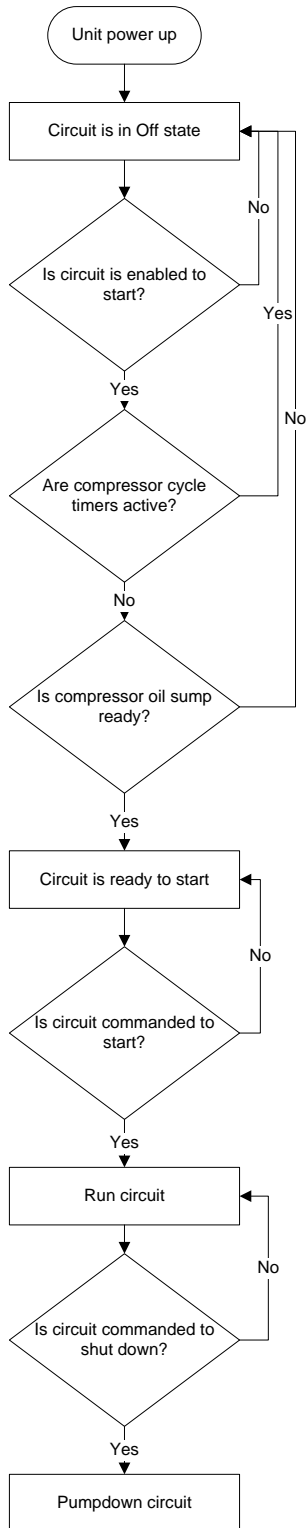 Unit power up
Circuit is in Off state
No
Is circuit is enabled to
start?
Yes
Yes
No
Are compressor cycle
timers active?
No
Is compressor oil sump
ready?
Yes
Circuit is ready to start
No
Is circuit commanded to
start?
Yes
Run circuit
No
Is circuit commanded to
shut down?
Yes
Pumpdown circuit